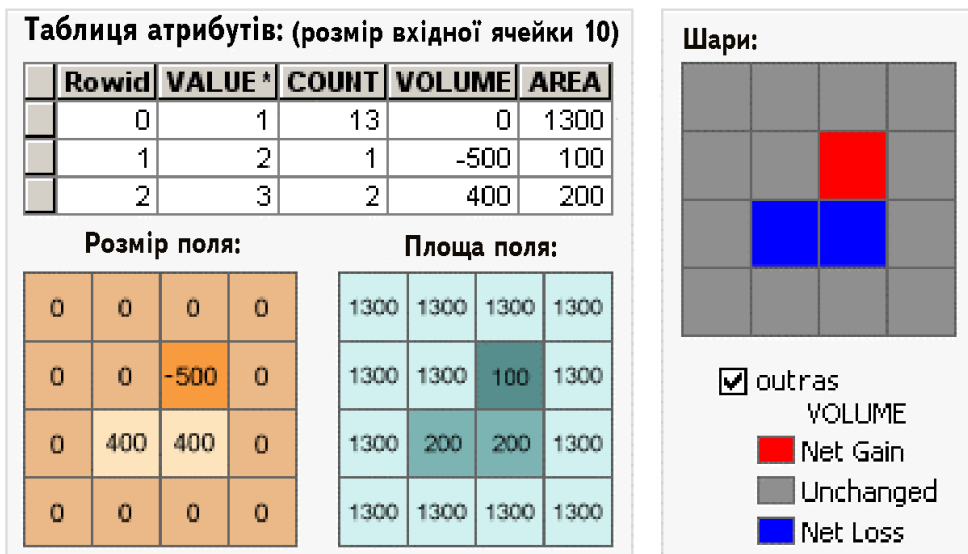 Таблиця атрибутів: (розмір вхідної ячейки 10)
Rowid VALUE * COUNT VOLUME AREA
0 1 13 0 1300
1 2 1 -500 100
2 3 2 400 200
Розмір поля:
0 0 0 0
0 0 -500 0
0 400 400 0
0 0 0 0
Площа поля:
1300 1300 1300 1300
1300 1300 100 1300
1300 200 200 1300
1300 1300 1300 1300
Шари:
outras
VOLUME
Net Gain
Unchanged
Net Loss